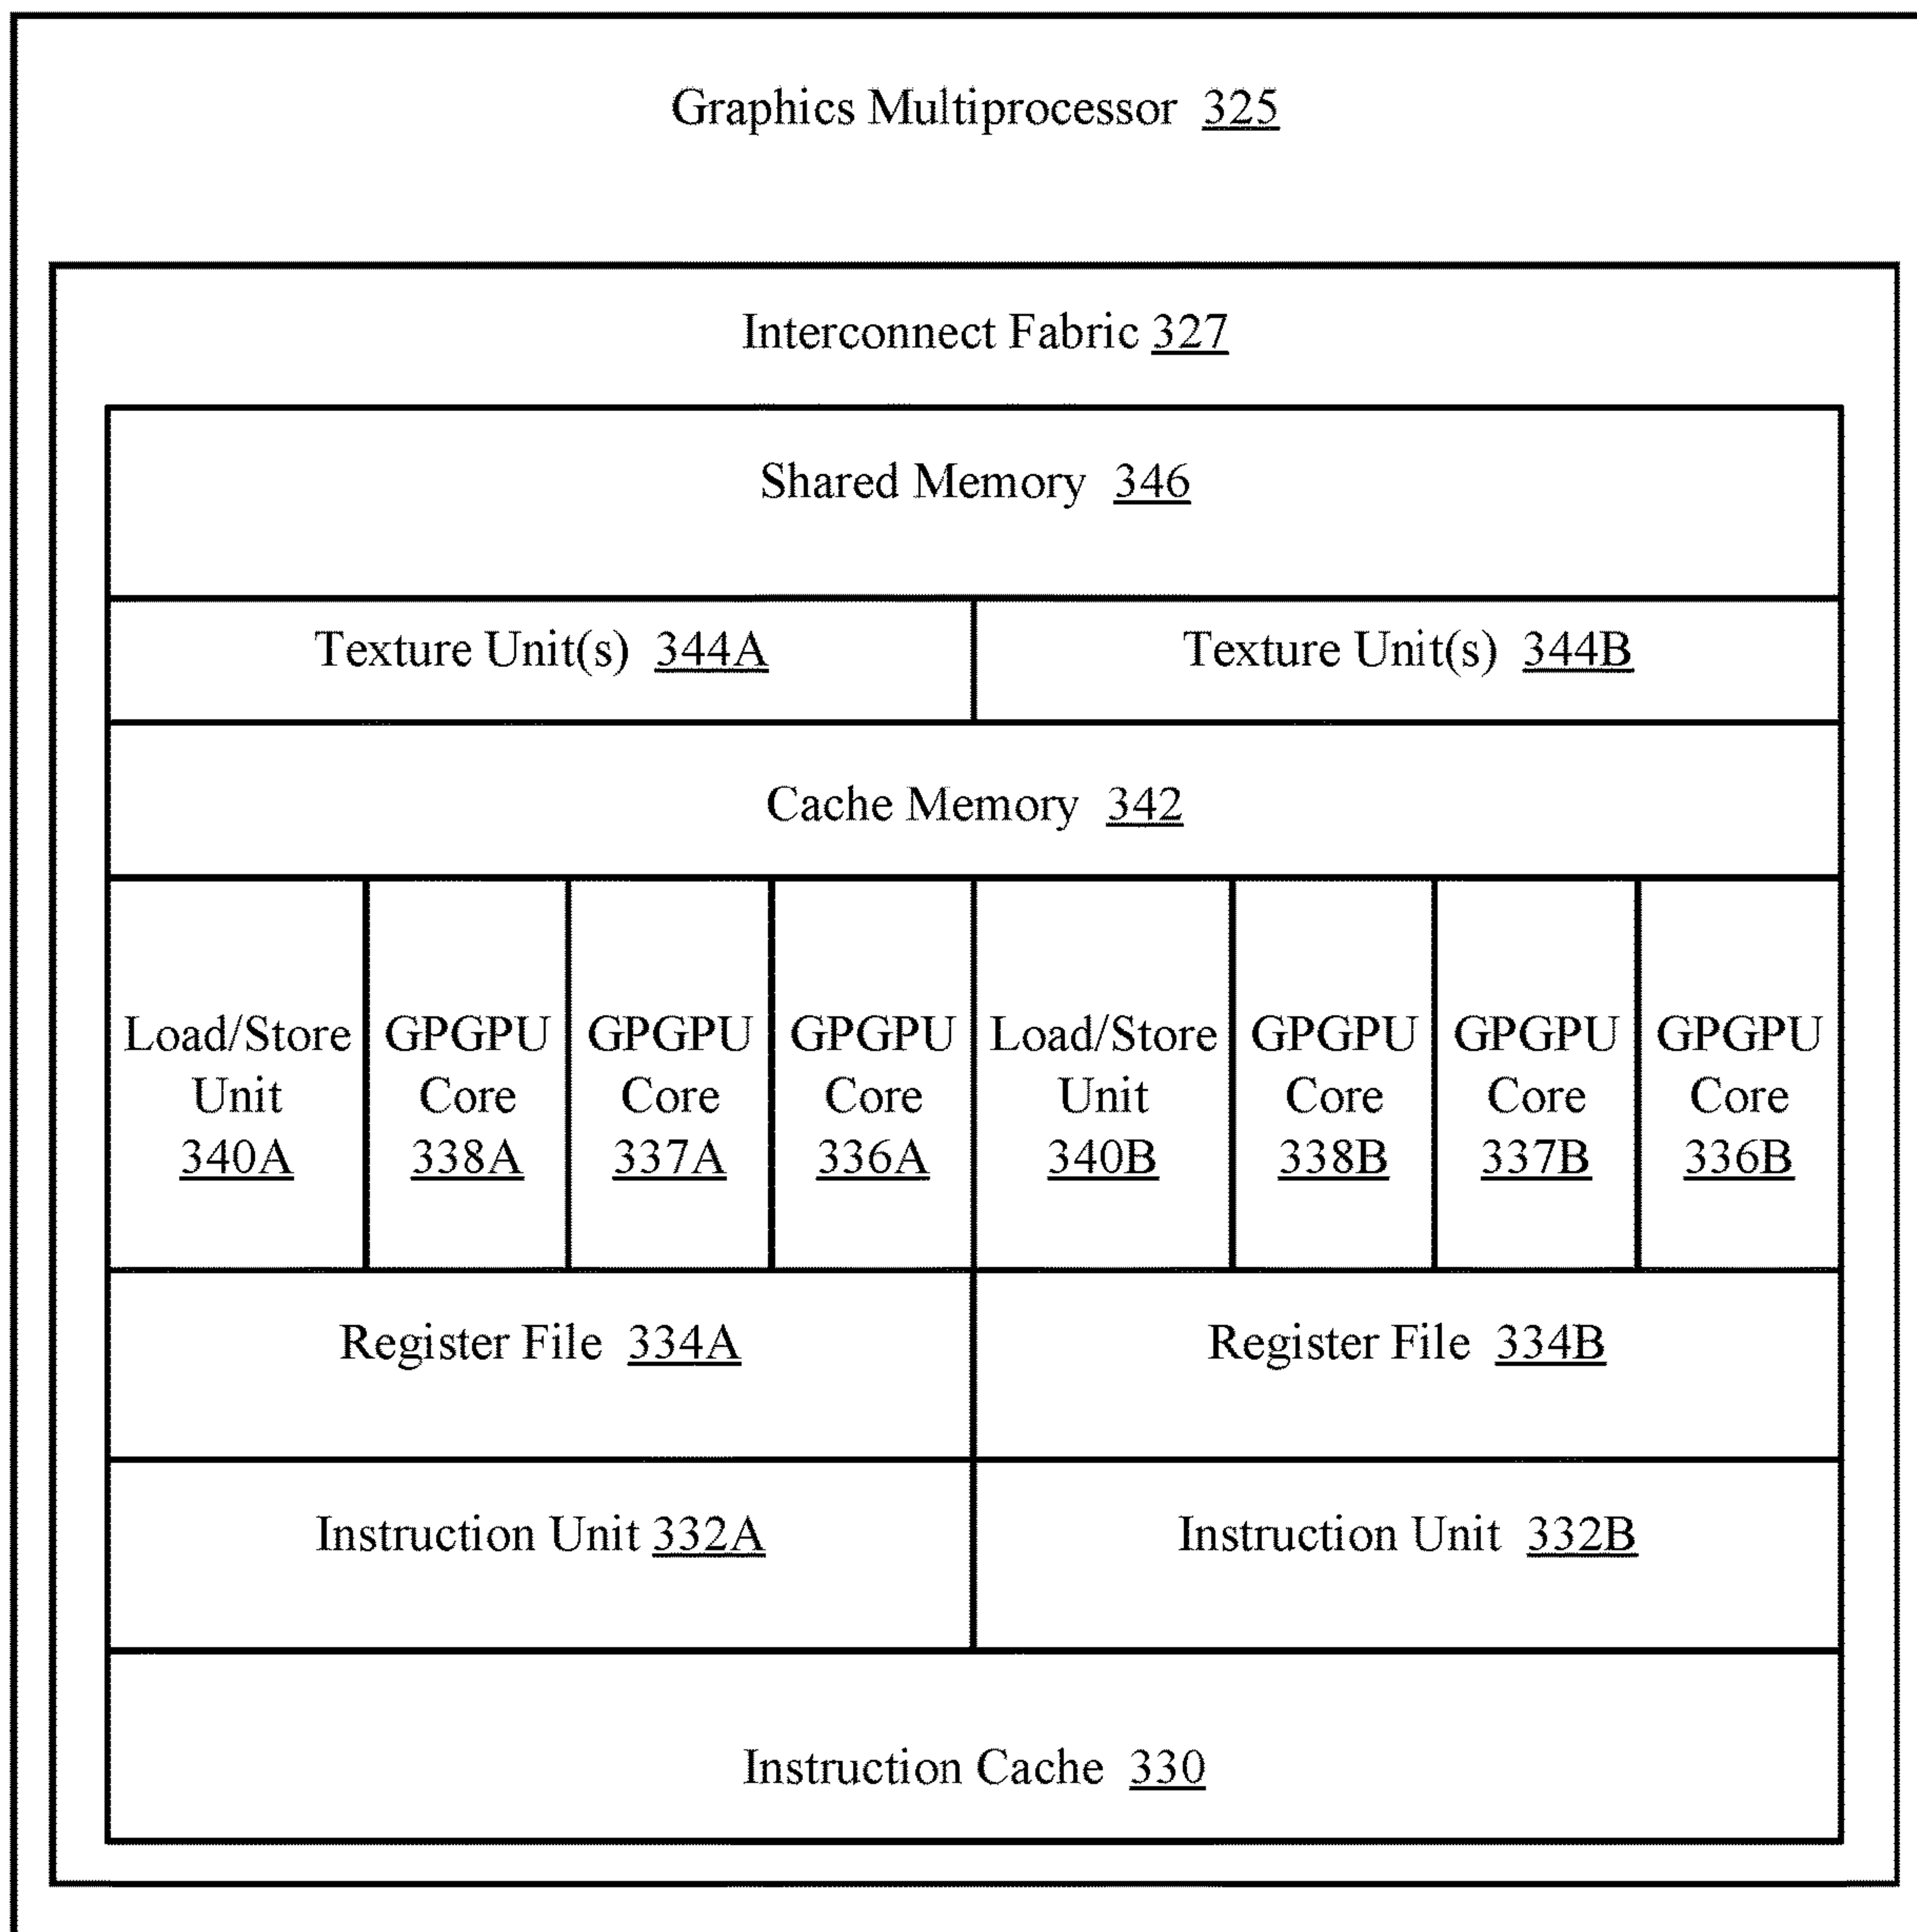 Graphics Multiprocessor 325
Interconnect Fabric 327
Shared Memory 346
Texture Unit(s) 344A
Texture Unit(s) 344B
Cache Memory 342
Load/Store
Unit
340A
GPGPU
Core
338A
GPGPU
Core
337A
GPGPU
Core
336A
Load/Store
Unit
340B
GPGPU
Core
338B
GPGPU
Core
337B
GPGPU
Core
336B
Register File 334A
Register File 334B
Instruction Unit 332A
Instruction Unit 332B
Instruction Cache 330